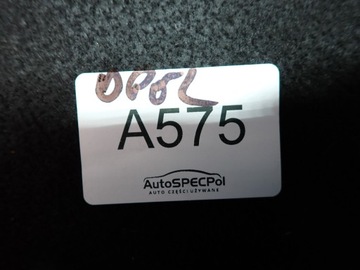 OPEL
A575
AutoSPECPol
AUTO CZĘŚCI UŻYWANE